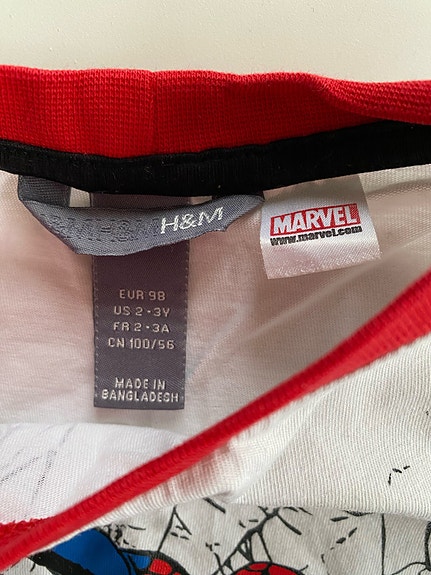 H&M
MARVEL
www.marvel.com
EUR 98
US 2-3Y
FR 2-3A
CN 100/56
MADE IN
BANGLADESH